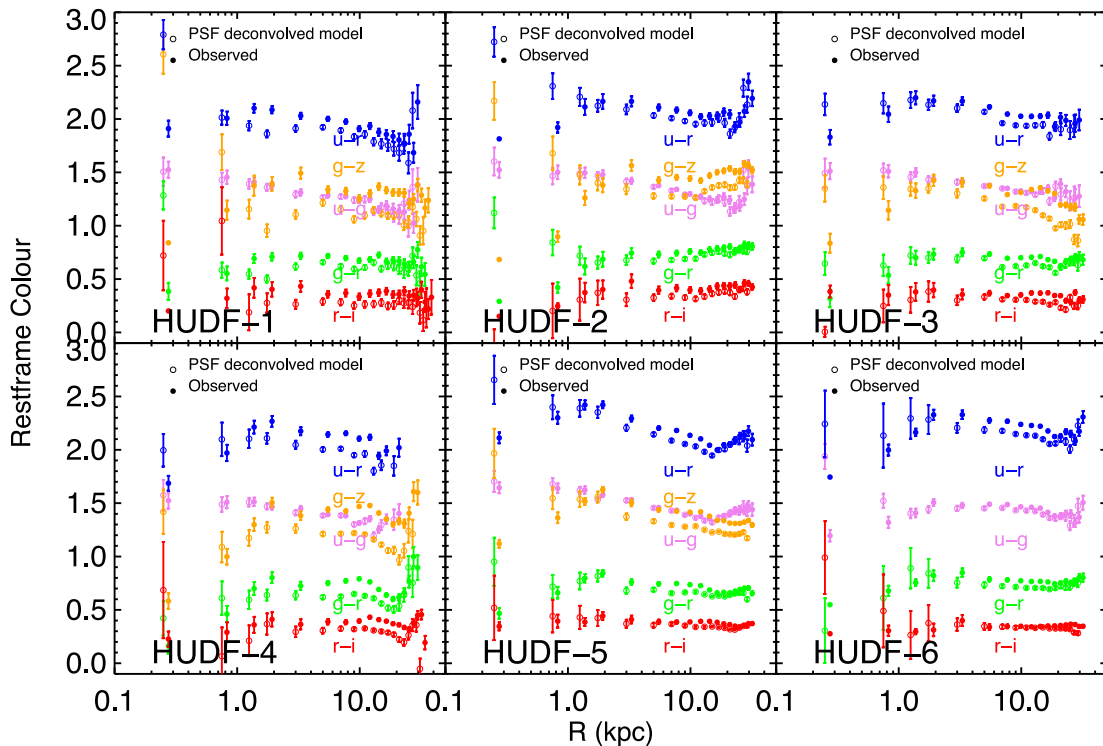 Restframe Colour
3.0
2.5
2.0
1.5
1.0
0.5
0.0
PSF deconvolved model
Observed
u−r
g−z
u−g
g−r
r−i
HUDF−1
PSF deconvolved model
Observed
u−r
g−z
u−g
g−r
r−i
HUDF−2
PSF deconvolved model
Observed
u−r
g−z
u−g
g−r
r−i
HUDF−3
3.0
2.5
2.0
1.5
1.0
0.5
0.0
PSF deconvolved model
Observed
u−r
g−z
u−g
g−r
r−i
HUDF−4
PSF deconvolved model
Observed
u−r
g−z
u−g
g−r
r−i
HUDF−5
PSF deconvolved model
Observed
u−r
u−g
g−r
r−i
HUDF−6
0.1 1.0 10.0 0.1 1.0 10.0 0.1 1.0 10.0
R (kpc)